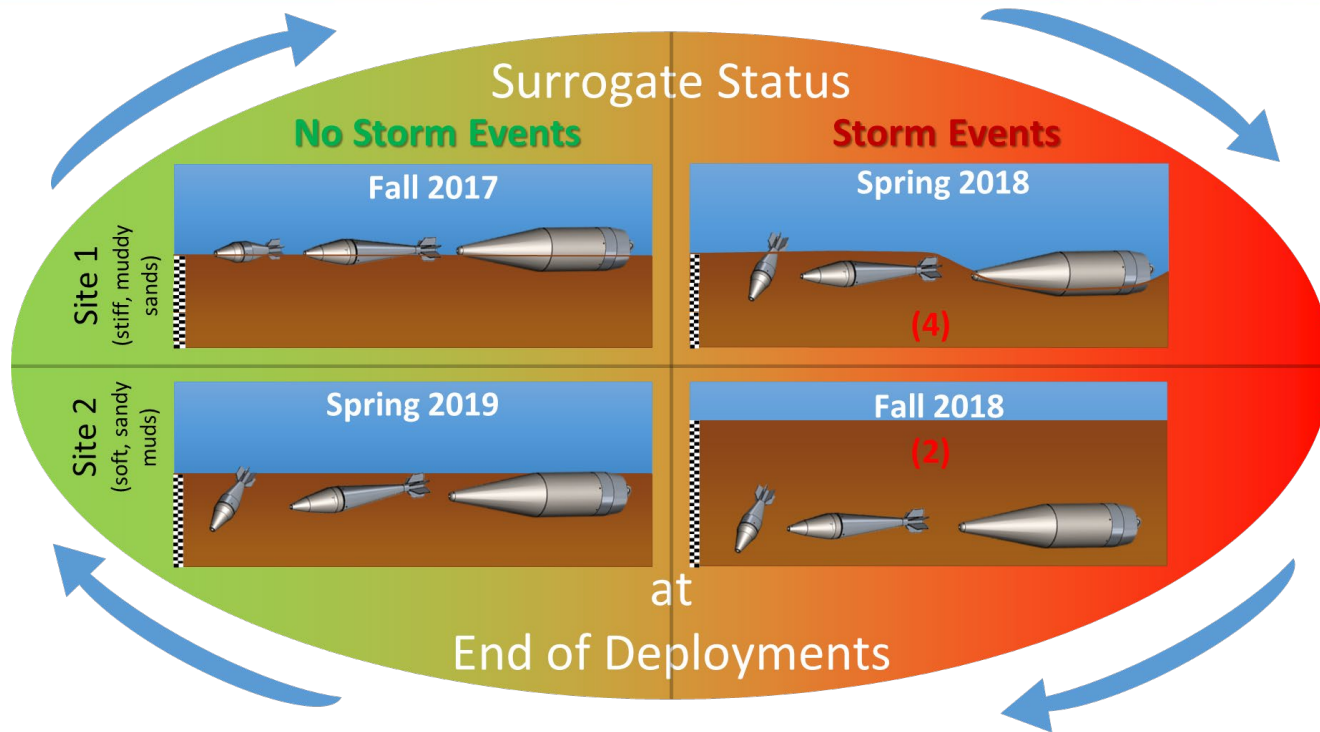 Surrogate Status
No Storm Events
Storm Events
Site 1
(stiff, muddy
sands)
Fall 2017
Spring 2018
(4)
Site 2
(soft, sandy
muds)
Spring 2019
Fall 2018
(2)
at
End of Deployments